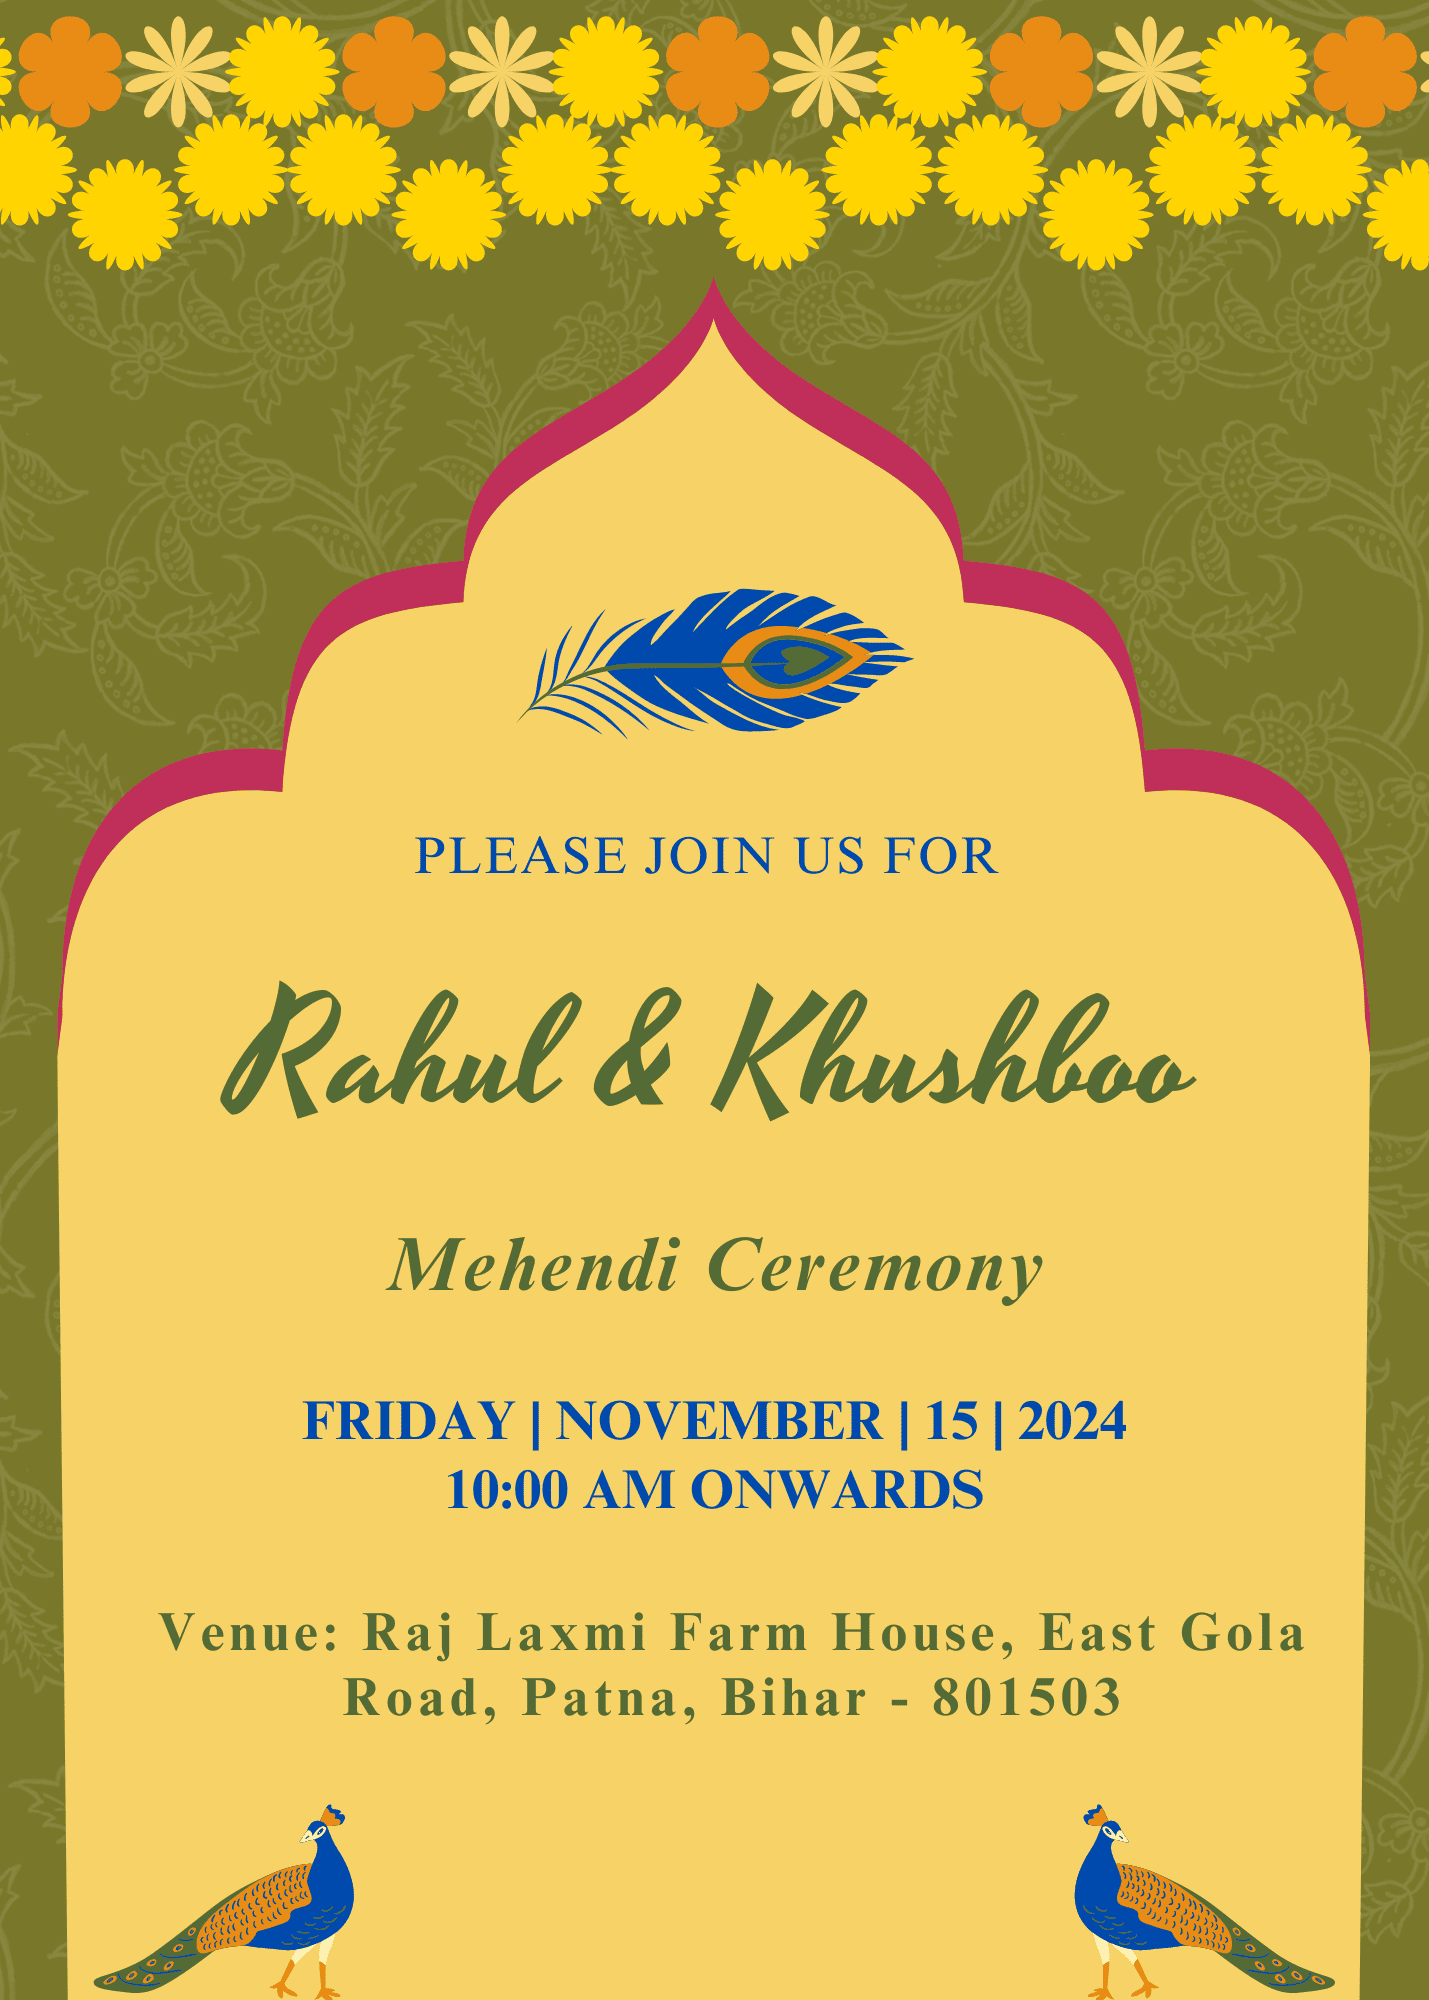 PLEASE JOIN US FOR
Rahul & Khushboo
Mehendi Ceremony
FRIDAY | NOVEMBER | 15 | 2024
10:00 AM ONWARDS
Venue: Raj Laxmi Farm House, East Gola
Road, Patna, Bihar - 801503